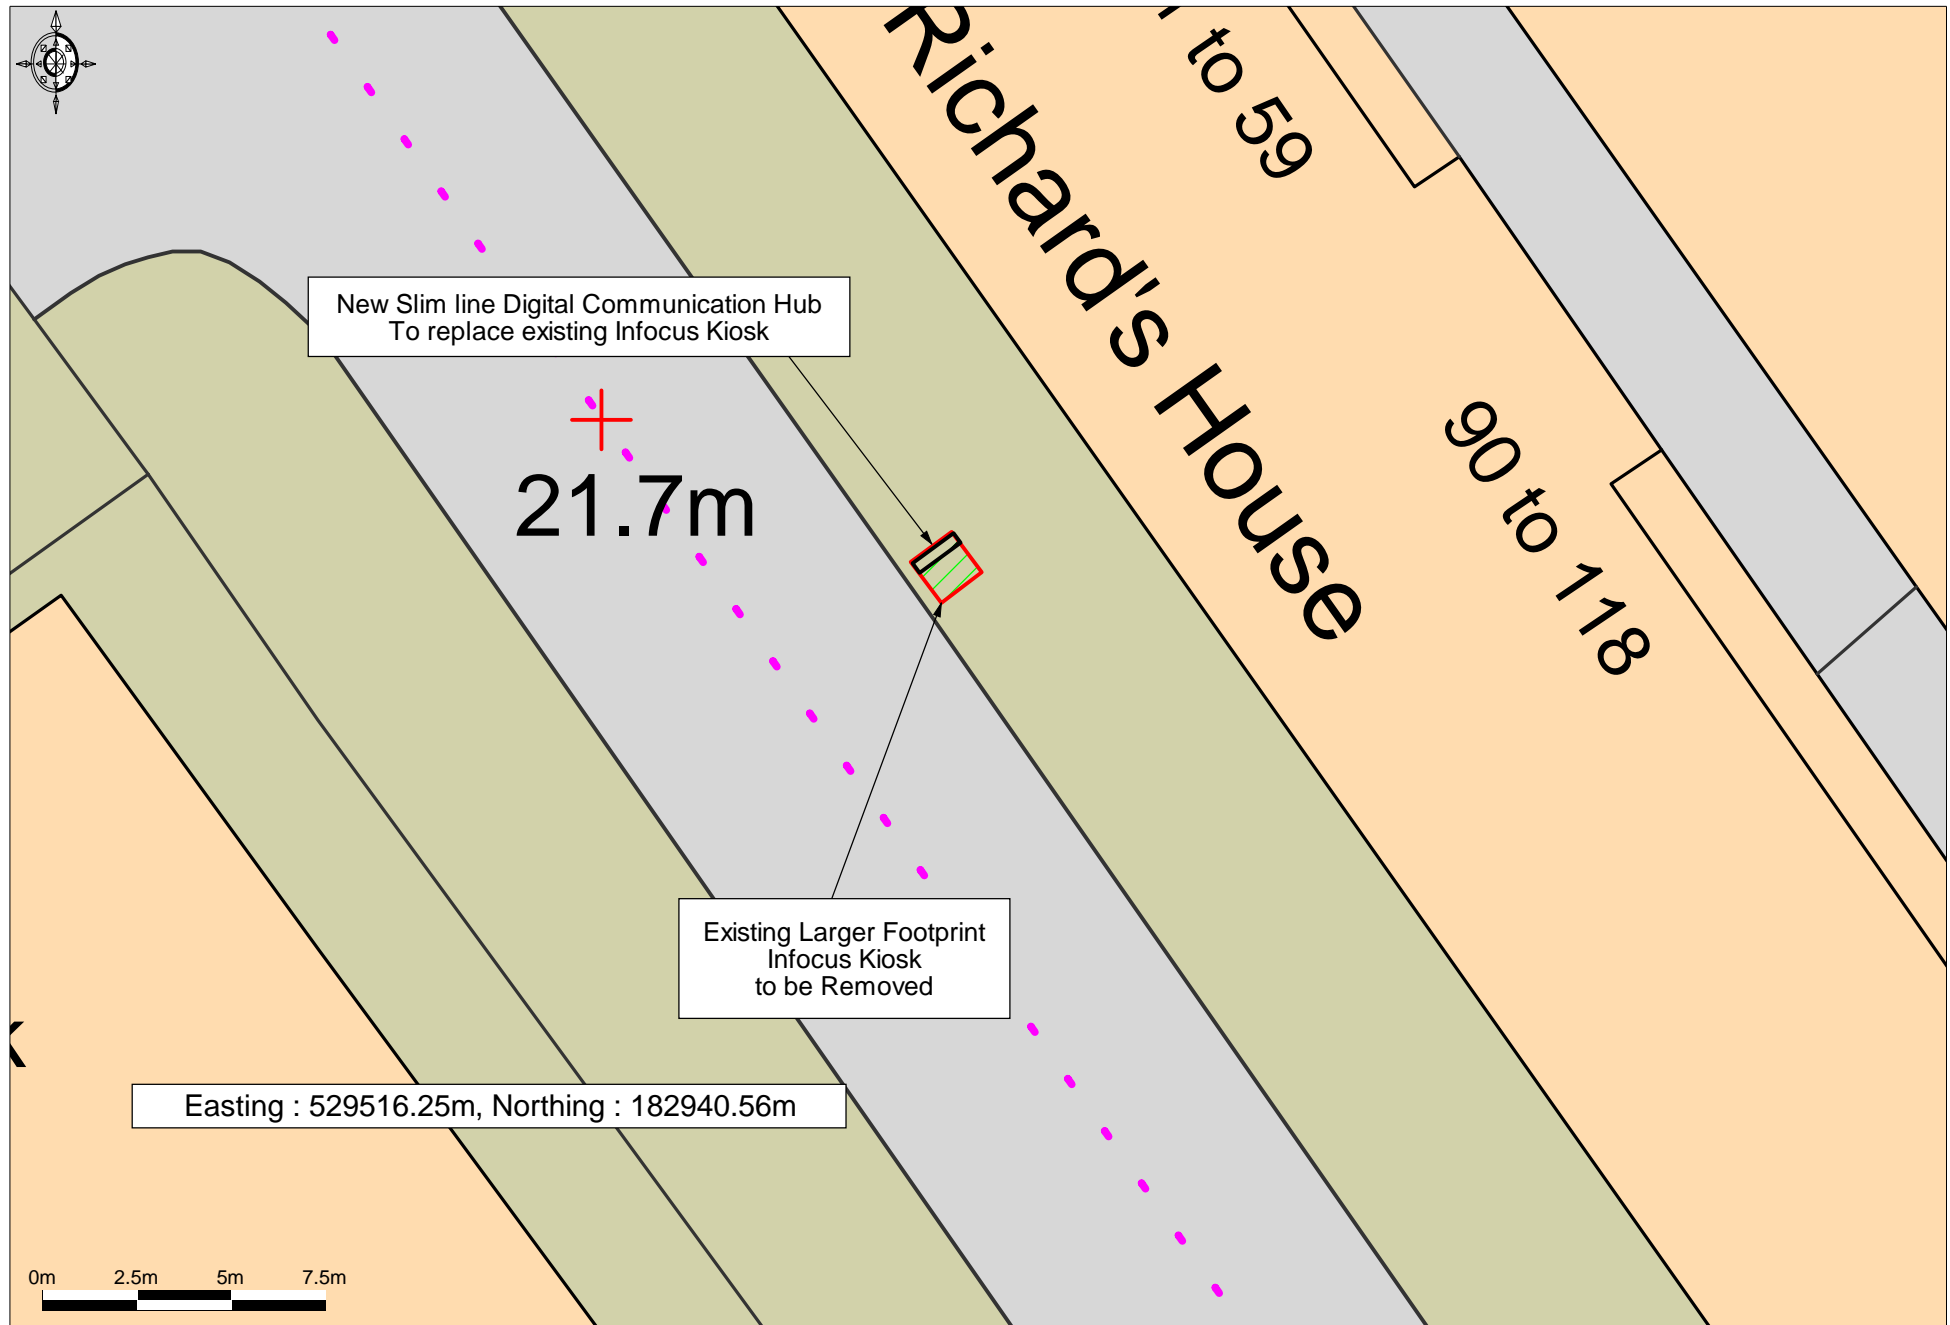 Richard's House
to 59
New Slim line Digital Communication Hub
To replace existing Infocus Kiosk
21.7m
90 to 118
Existing Larger Footprint
Infocus Kiosk
to be Removed
Easting : 529516.25m, Northing : 182940.56m
0m 2.5m 5m 7.5m